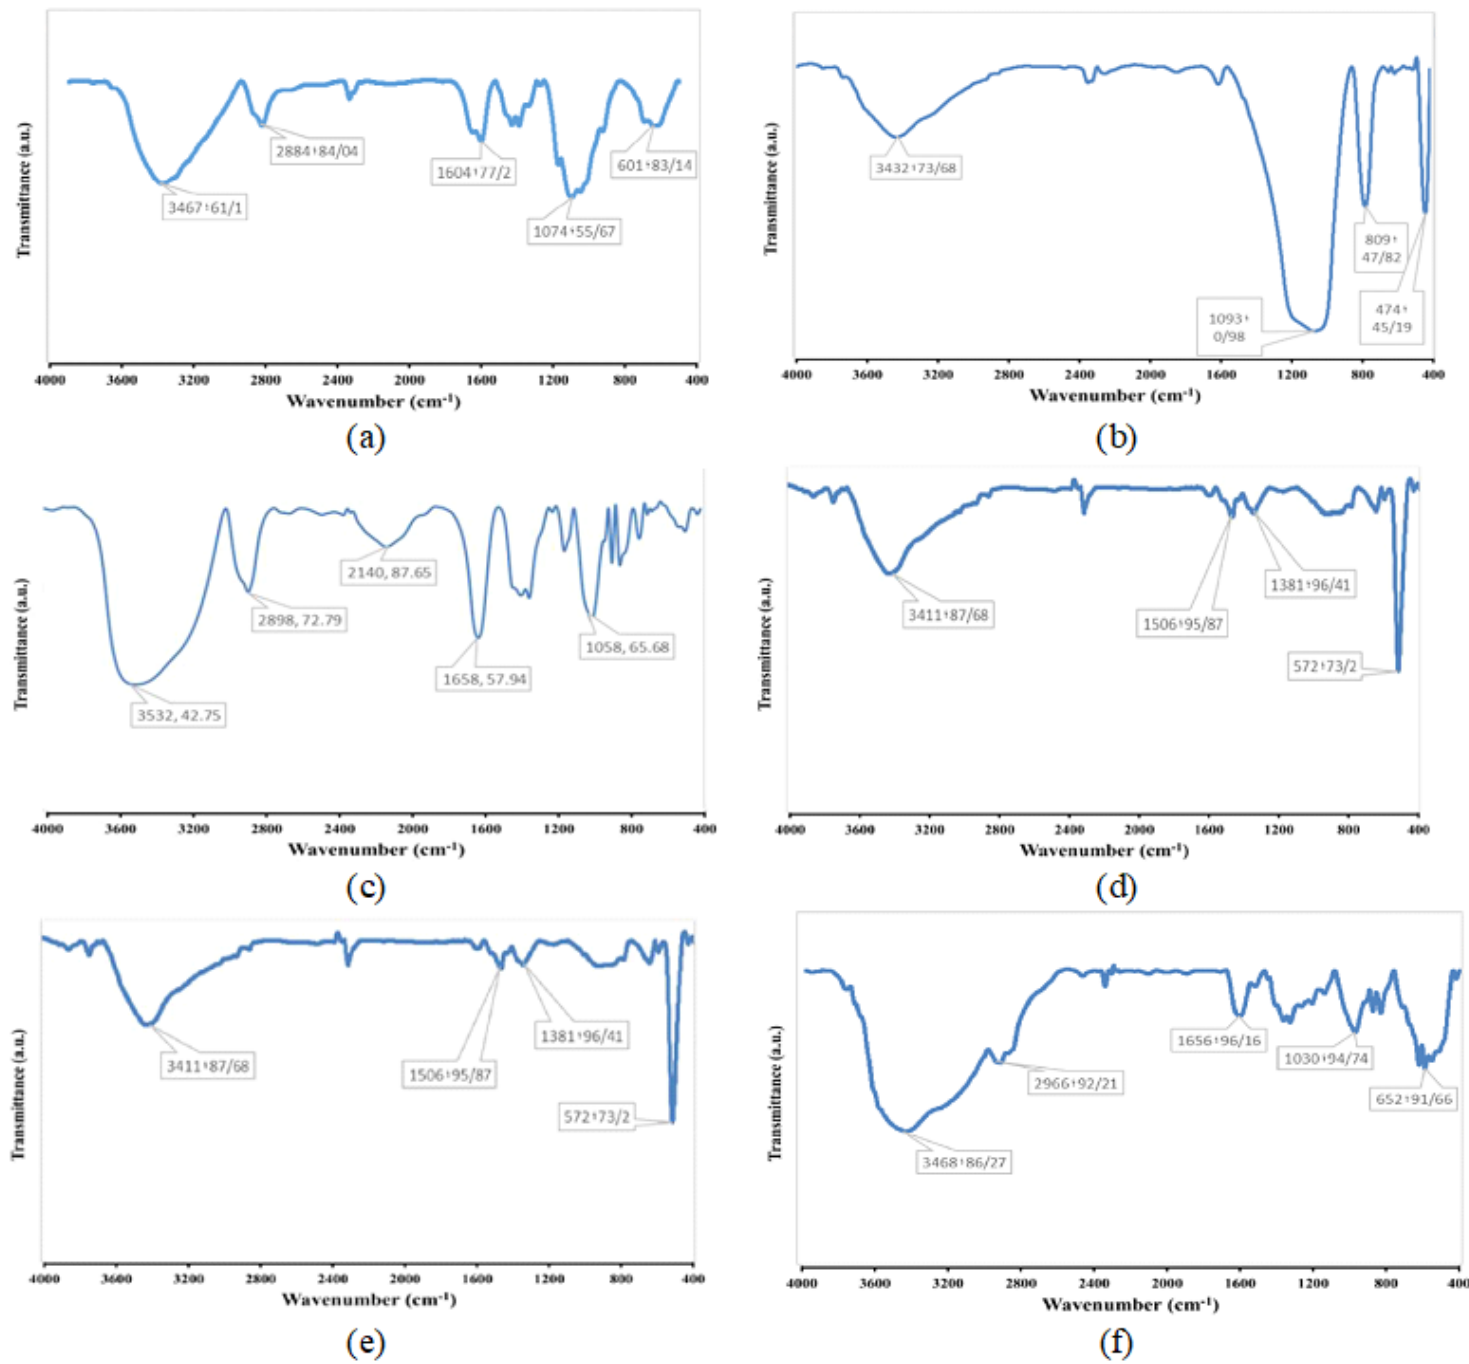 Transmittance (a.u.)
3467؛61/1
2884؛84/04
1604؛77/2
1074؛55/67
601؛83/14
4000 3600 3200 2800 2400 2000 1600 1200 800 400
Wavenumber (cm⁻¹)
(a)
Transmittance (a.u.)
3432؛73/68
1093؛
0/98
809؛
47/82
474؛
45/19
4000 3600 3200 2800 2400 2000 1600 1200 800 400
Wavenumber (cm⁻¹)
(b)
Transmittance (a.u.)
3532, 42.75
2898, 72.79
2140, 87.65
1658, 57.94
1058, 65.68
4000 3600 3200 2800 2400 2000 1600 1200 800 400
Wavenumber (cm⁻¹)
(c)
Transmittance (a.u.)
3411؛87/68
1506؛95/87
1381؛96/41
572؛73/2
4000 3600 3200 2800 2400 2000 1600 1200 800 400
Wavenumber (cm⁻¹)
(d)
Transmittance (a.u.)
3411؛87/68
1506؛95/87
1381؛96/41
572؛73/2
4000 3600 3200 2800 2400 2000 1600 1200 800 400
Wavenumber (cm⁻¹)
(e)
Transmittance (a.u.)
3468؛86/27
2966؛92/21
1656؛96/16
1030؛94/74
652؛91/66
4000 3600 3200 2800 2400 2000 1600 1200 800 400
Wavenumber (cm⁻¹)
(f)